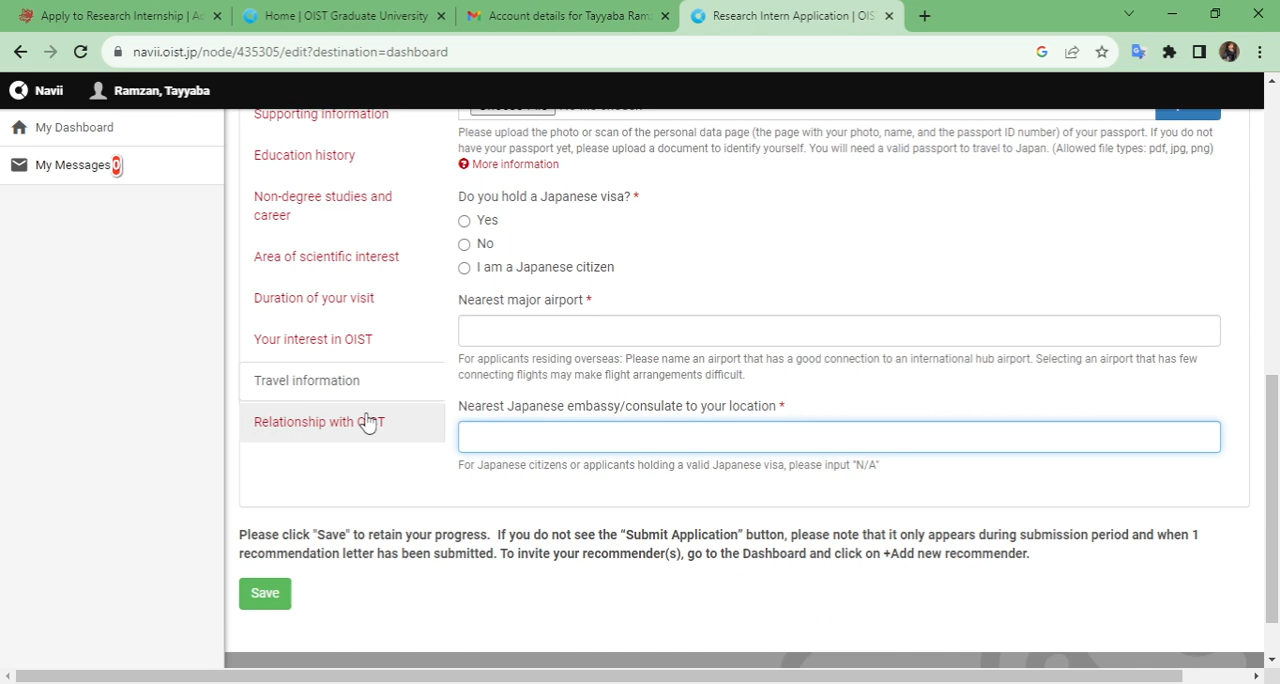 Apply to Research Internship | Ac
Home | OIST Graduate University
Account details for Tayyaba Ramz
Research Intern Application | OIS
navii.oist.jp/node/435305/edit?destination=dashboard
Navii
Ramzan, Tayyaba
My Dashboard
My Messages 0
Supporting information
Education history
Non-degree studies and
career
Area of scientific interest
Duration of your visit
Your interest in OIST
Travel information
Relationship with OIST
Please upload the photo or scan of the personal data page (the page with your photo, name, and the passport ID number) of your passport. If you do not
have your passport yet, please upload a document to identify yourself. You will need a valid passport to travel to Japan. (Allowed file types: pdf, jpg, png)
More information
Do you hold a Japanese visa? *
Yes
No
I am a Japanese citizen
Nearest major airport *
For applicants residing overseas: Please name an airport that has a good connection to an international hub airport. Selecting an airport that has few
connecting flights may make flight arrangements difficult.
Nearest Japanese embassy/consulate to your location *
For Japanese citizens or applicants holding a valid Japanese visa, please input "N/A"
Please click "Save" to retain your progress. If you do not see the “Submit Application” button, please note that it only appears during submission period and when 1
recommendation letter has been submitted. To invite your recommender(s), go to the Dashboard and click on +Add new recommender.
Save